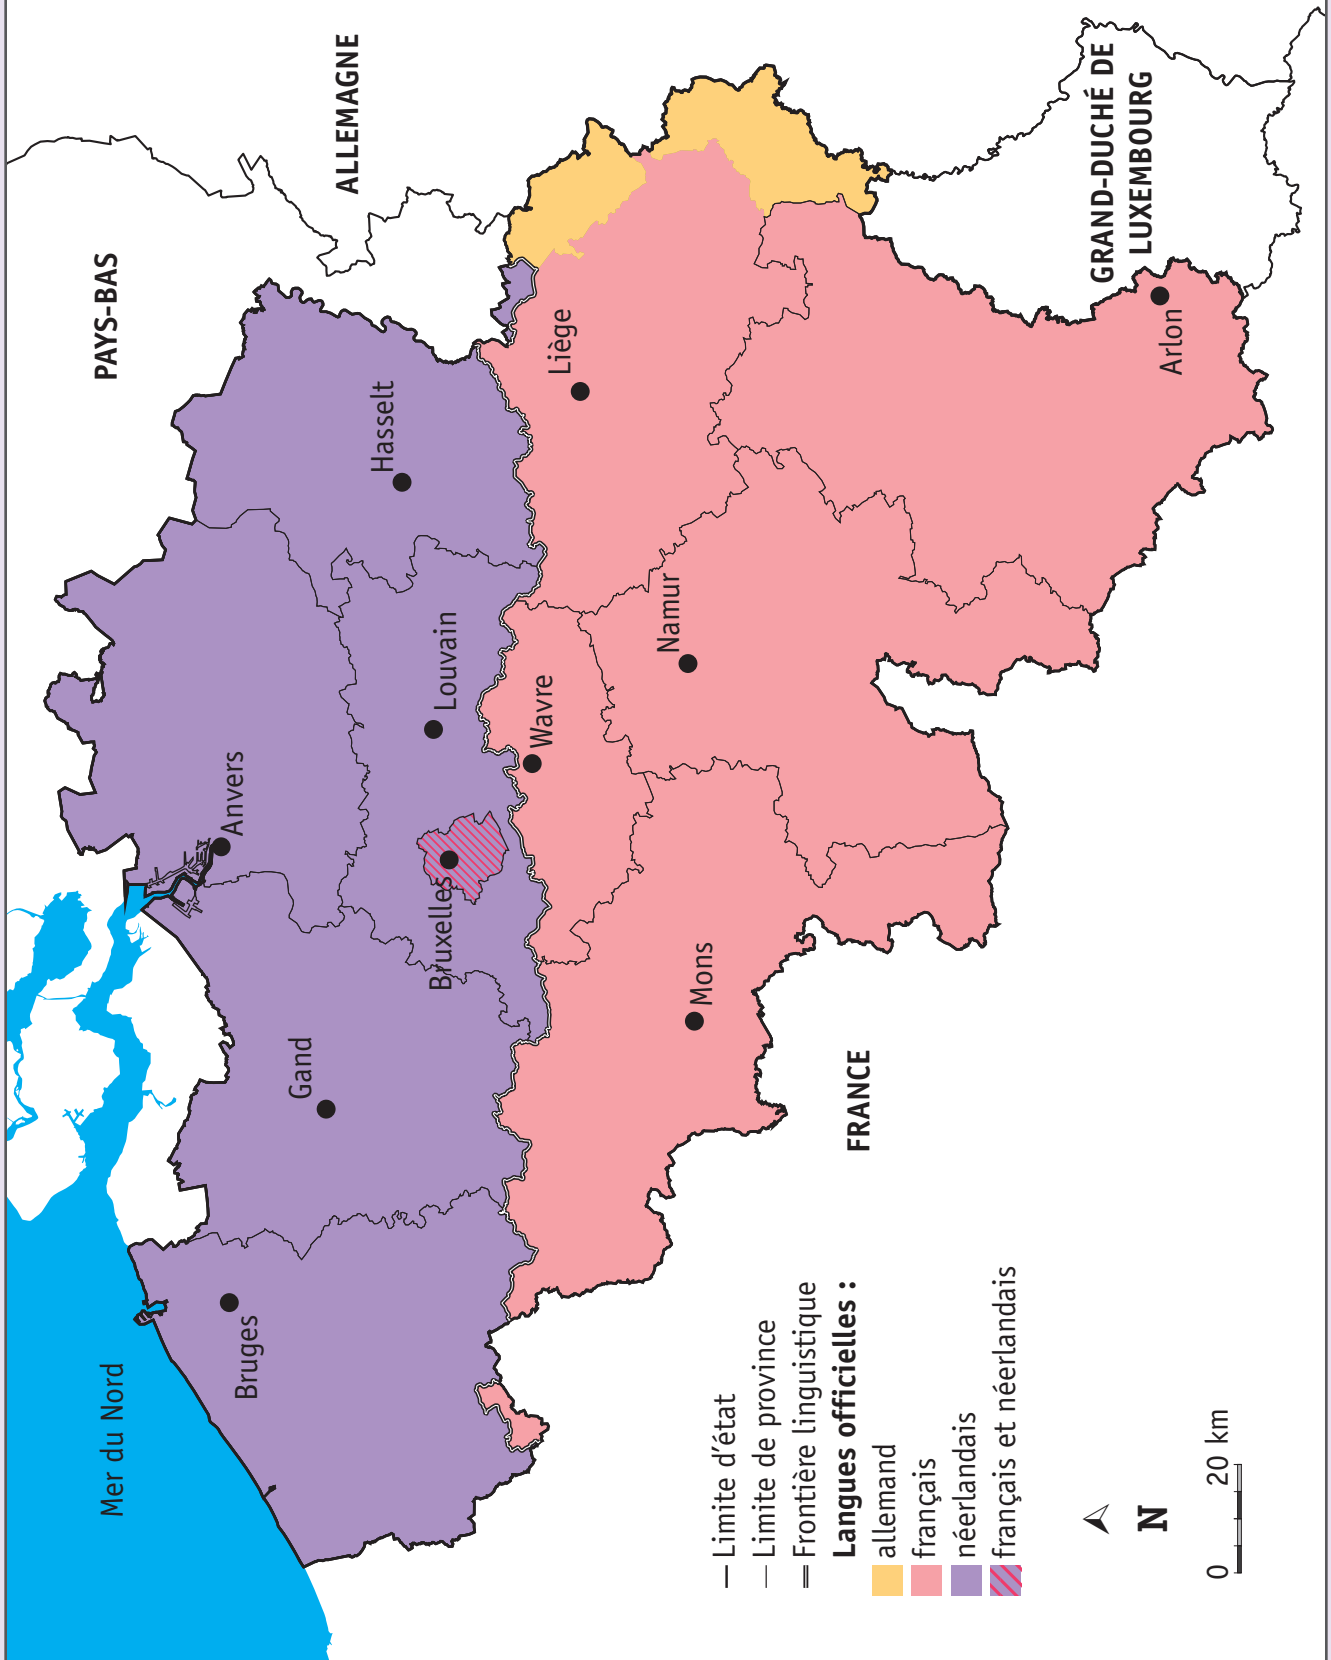 PAYS-BAS
ALLEMAGNE
Mer du Nord
Bruges
Gand
Anvers
Hasselt
Bruxelles
Louvain
Wavre
Liège
Mons
Namur
FRANCE
GRAND-DUCHÉ DE
LUXEMBOURG
Arlon
Limite d’état
Limite de province
Frontière linguistique
Langues officielles :
allemand
français
néerlandais
français et néerlandais
N
0 20 km